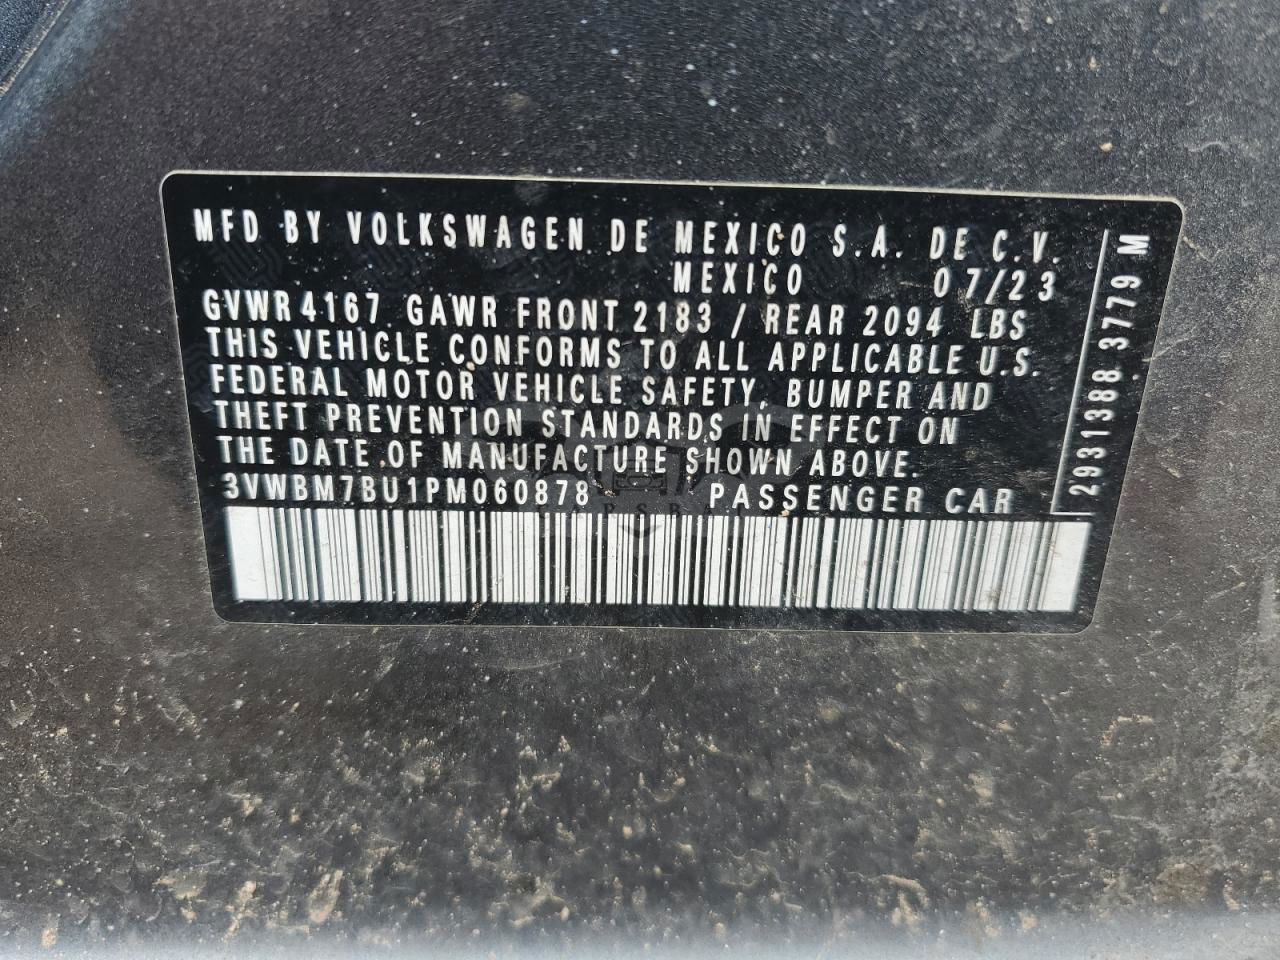 MFD BY VOLKSWAGEN DE MEXICO S.A. DE C.V.
MEXICO 07/23
GVWR 4167 GAWR FRONT 2183 / REAR 2094 LBS
THIS VEHICLE CONFORMS TO ALL APPLICABLE U.S.
FEDERAL MOTOR VEHICLE SAFETY, BUMPER AND
THEFT PREVENTION STANDARDS IN EFFECT ON
THE DATE OF MANUFACTURE SHOWN ABOVE.
3VWBM7BU1PM060878 PASSENGER CAR
2931388.3779 M